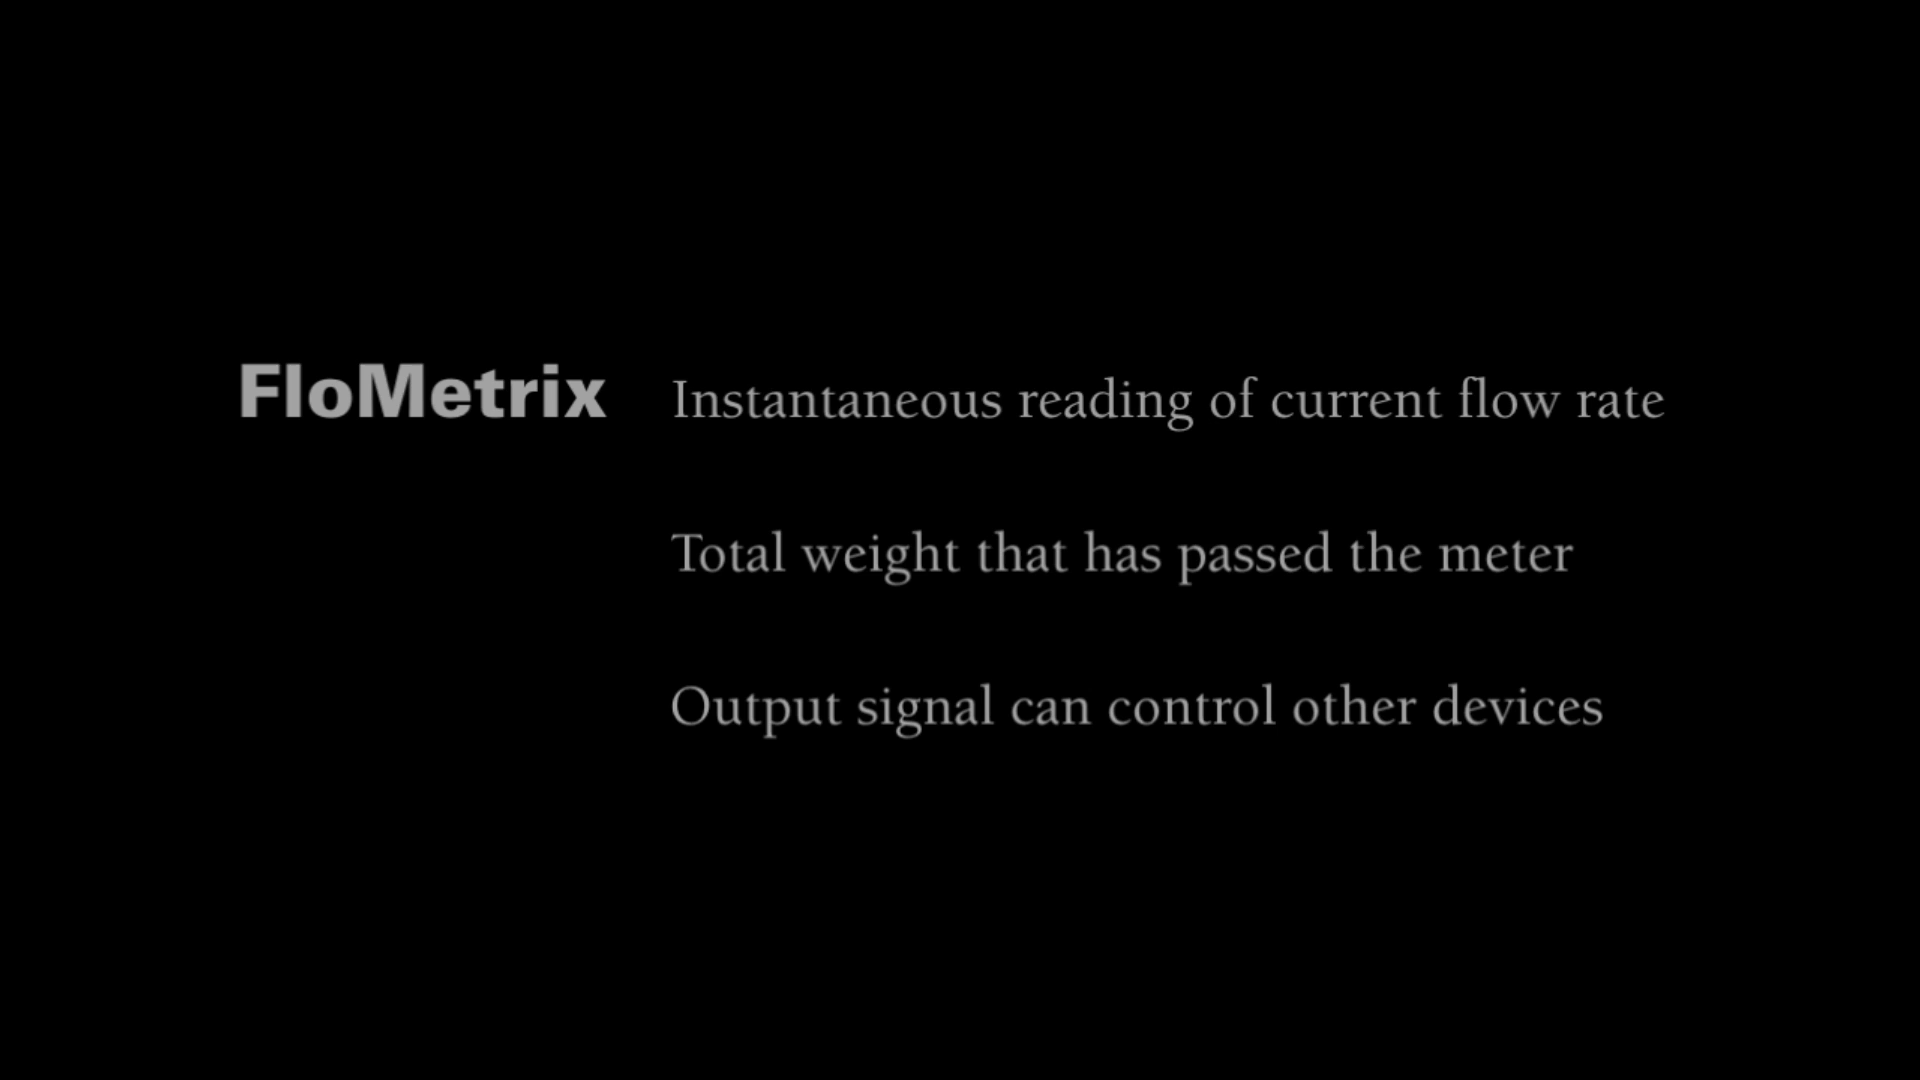 FloMetrix Instantaneous reading of current flow rate
Total weight that has passed the meter
Output signal can control other devices